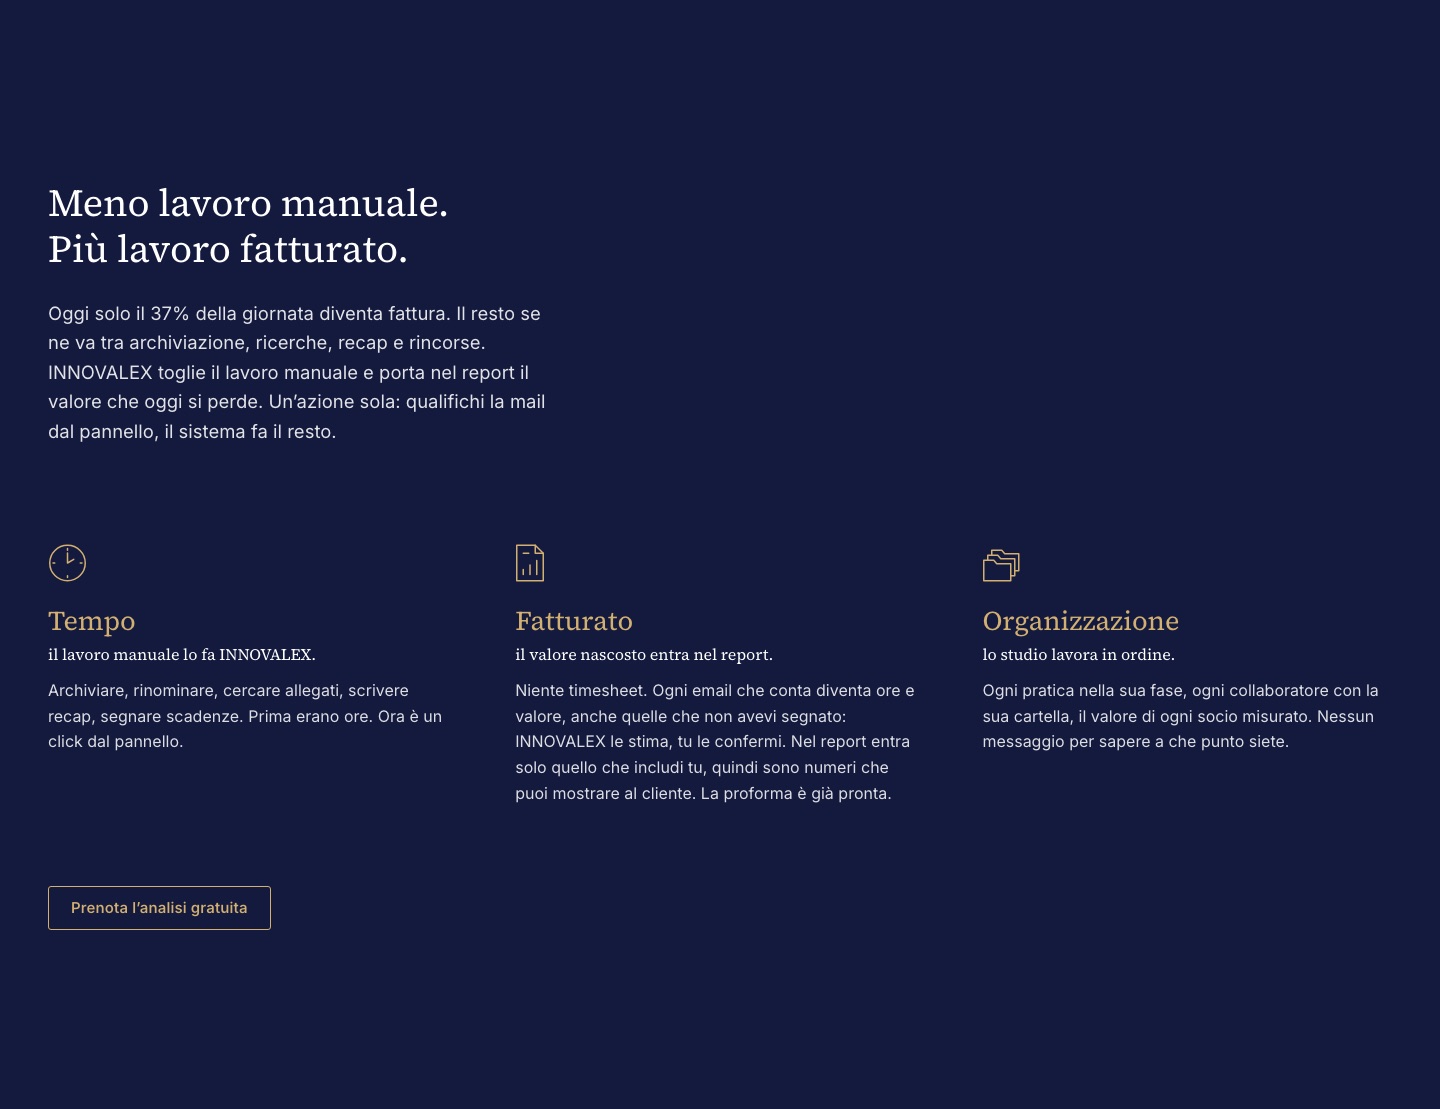 Meno lavoro manuale.
Più lavoro fatturato.
Oggi solo il 37% della giornata diventa fattura. Il resto se
ne va tra archiviazione, ricerche, recap e rincorse.
INNOVALEX toglie il lavoro manuale e porta nel report il
valore che oggi si perde. Un’azione sola: qualifichi la mail
dal pannello, il sistema fa il resto.
Tempo
il lavoro manuale lo fa INNOVALEX.
Archiviare, rinominare, cercare allegati, scrivere
recap, segnare scadenze. Prima erano ore. Ora è un
click dal pannello.
Fatturato
il valore nascosto entra nel report.
Niente timesheet. Ogni email che conta diventa ore e
valore, anche quelle che non avevi segnato:
INNOVALEX le stima, tu le confermi. Nel report entra
solo quello che includi tu, quindi sono numeri che
puoi mostrare al cliente. La proforma è già pronta.
Organizzazione
lo studio lavora in ordine.
Ogni pratica nella sua fase, ogni collaboratore con la
sua cartella, il valore di ogni socio misurato. Nessun
messaggio per sapere a che punto siete.
Prenota l’analisi gratuita